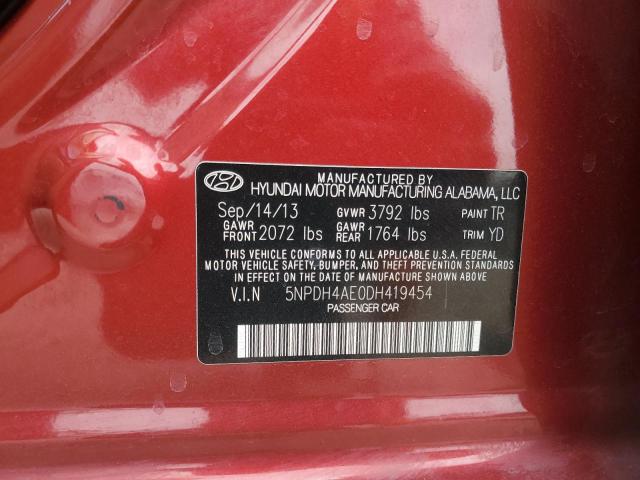 MANUFACTURED BY
HYUNDAI MOTOR MANUFACTURING ALABAMA, LLC
Sep/14/13 GVWR 3792 lbs PAINT TR
GAWR FRONT 2072 lbs GAWR REAR 1764 lbs TRIM YD
THIS VEHICLE CONFORMS TO ALL APPLICABLE U.S.A. FEDERAL
MOTOR VEHICLE SAFETY, BUMPER, AND THEFT PREVENTION STANDARDS
IN EFFECT ON THE DATE OF MANUFACTURE SHOWN ABOVE
V.I.N 5NPDH4AE0DH419454
PASSENGER CAR